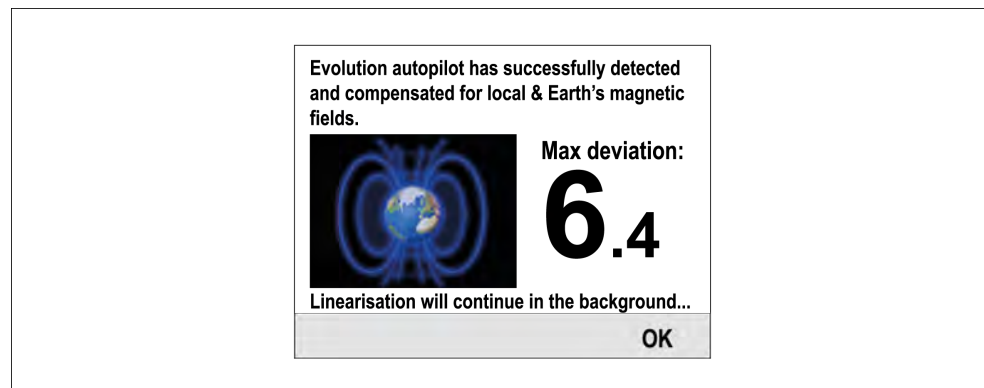 Evolution autopilot has successfully detected
and compensated for local & Earth's magnetic
fields.
Max deviation:
6.4
Linearisation will continue in the background...
OK